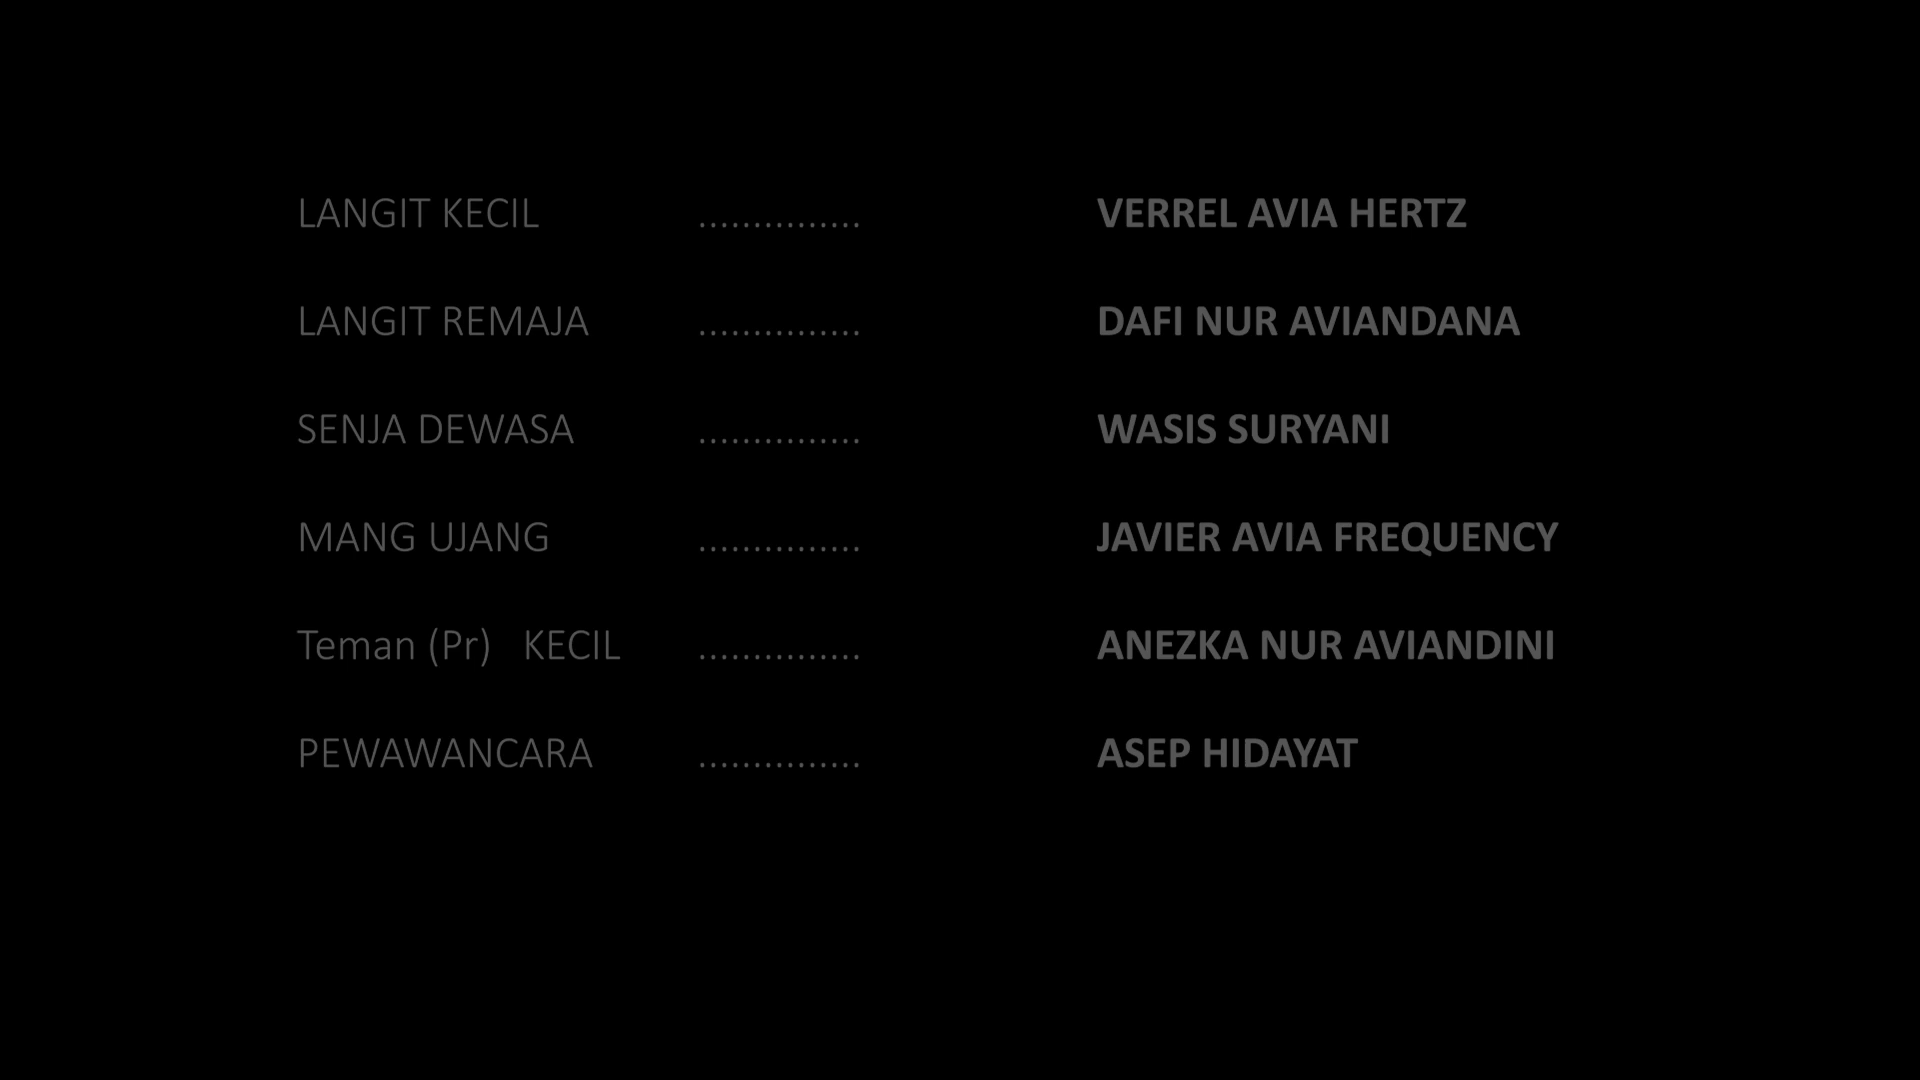 LANGIT KECIL ............... VERREL AVIA HERTZ
LANGIT REMAJA ............... DAFI NUR AVIANDANA
SENJA DEWASA ............... WASIS SURYANI
MANG UJANG ............... JAVIER AVIA FREQUENCY
Teman (Pr) KECIL ............... ANEZKA NUR AVIANDINI
PEWAWANCARA ............... ASEP HIDAYAT